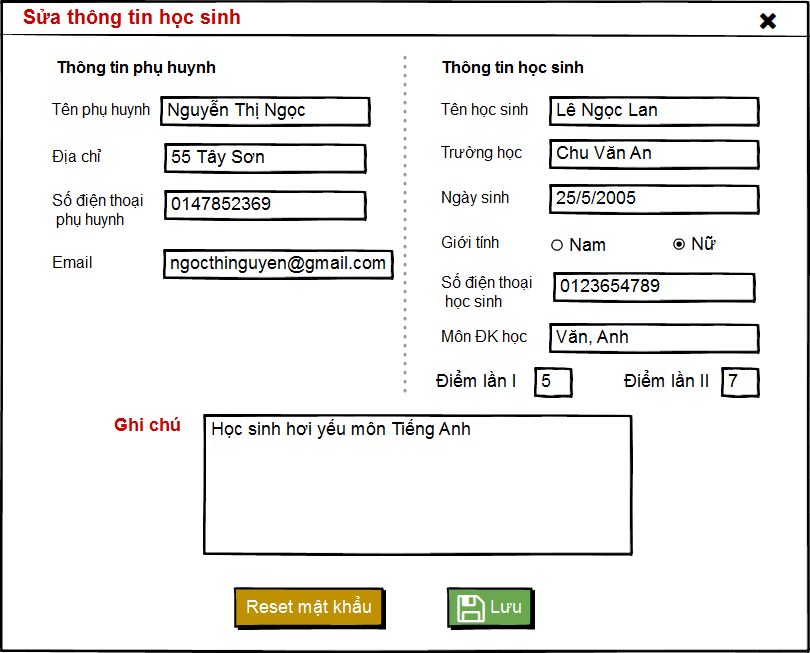 Sửa thông tin học sinh
Thông tin phụ huynh
Tên phụ huynh Nguyễn Thị Ngọc
Địa chỉ 55 Tây Sơn
Số điện thoại
phụ huynh
0147852369
Email ngocthinguyen@gmail.com
Thông tin học sinh
Tên học sinh Lê Ngọc Lan
Trường học Chu Văn An
Ngày sinh 25/5/2005
Giới tính Nam Nữ
Số điện thoại
học sinh
0123654789
Môn ĐK học Văn, Anh
Điểm lần I 5 Điểm lần II 7
Ghi chú Học sinh hơi yếu môn Tiếng Anh
Reset mật khẩu Lưu